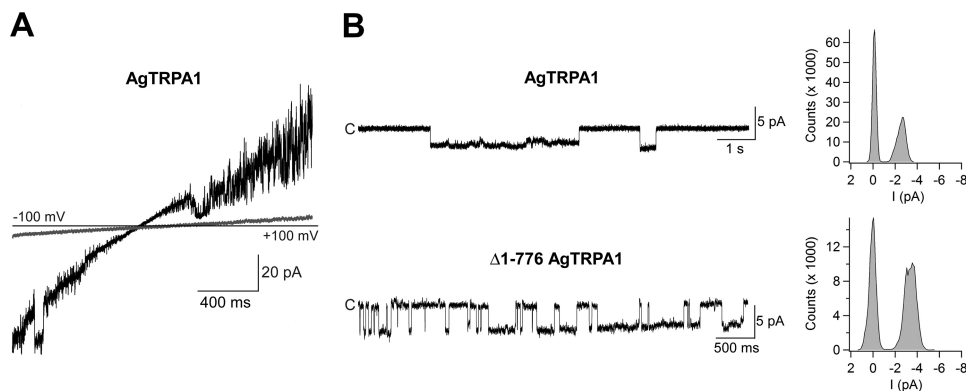 A
B
AgTRPA1
-100 mV
+100 mV
20 pA
400 ms
AgTRPA1
C
5 pA
1 s
Counts (x 1000)
60
50
40
30
20
10
0
2 0 -2 -4 -6 -8
I (pA)
Δ1-776 AgTRPA1
C
5 pA
500 ms
Counts (x 1000)
12
8
4
0
2 0 -2 -4 -6 -8
I (pA)